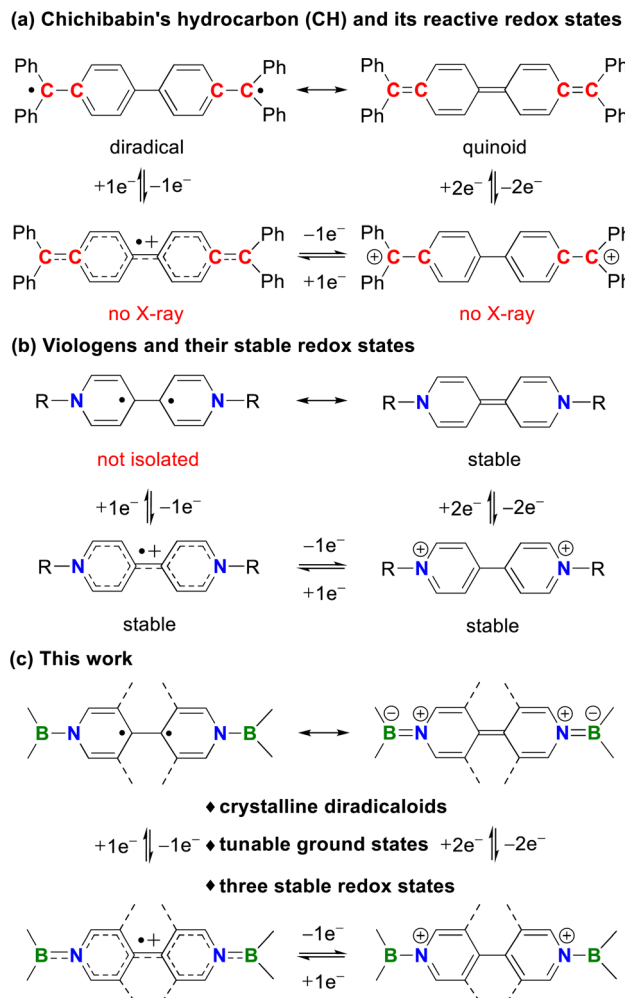 (a) Chichibabin's hydrocarbon (CH) and its reactive redox states
Ph Ph Ph Ph
• C C C C • C C C C
Ph Ph Ph Ph
diradical quinoid
+1e⁻ −1e⁻ +2e⁻ −2e⁻
Ph •+ Ph −1e⁻ Ph Ph
C C C C ⊕ C C C C ⊕
Ph Ph +1e⁻ Ph Ph
no X-ray no X-ray
(b) Viologens and their stable redox states
R N • • N R R N N R
not isolated stable
+1e⁻ −1e⁻ +2e⁻ −2e⁻
•+ −1e⁻ ⊕ ⊕
R N N R R N N R
+1e⁻
stable stable
(c) This work
⊖ ⊕ ⊕ ⊖
B N • • N B B N N B
♦ crystalline diradicaloids
+1e⁻ −1e⁻ ♦ tunable ground states +2e⁻ −2e⁻
♦ three stable redox states
•+ −1e⁻ ⊕ ⊕
B N N B B N N B
+1e⁻